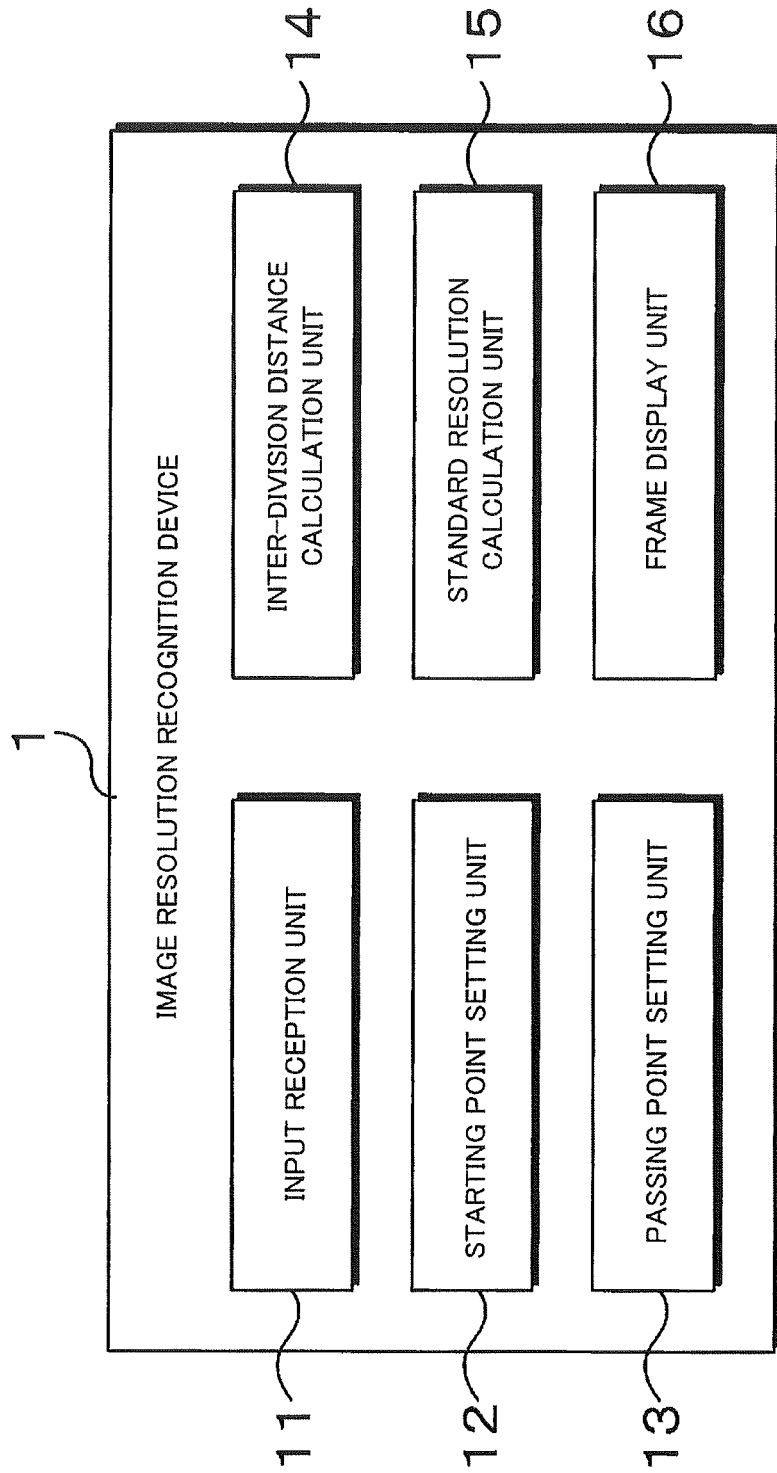 1
IMAGE RESOLUTION RECOGNITION DEVICE
11
INPUT RECEPTION UNIT
12
STARTING POINT SETTING UNIT
13
PASSING POINT SETTING UNIT
INTER-DIVISION DISTANCE
CALCULATION UNIT
14
STANDARD RESOLUTION
CALCULATION UNIT
15
FRAME DISPLAY UNIT
16